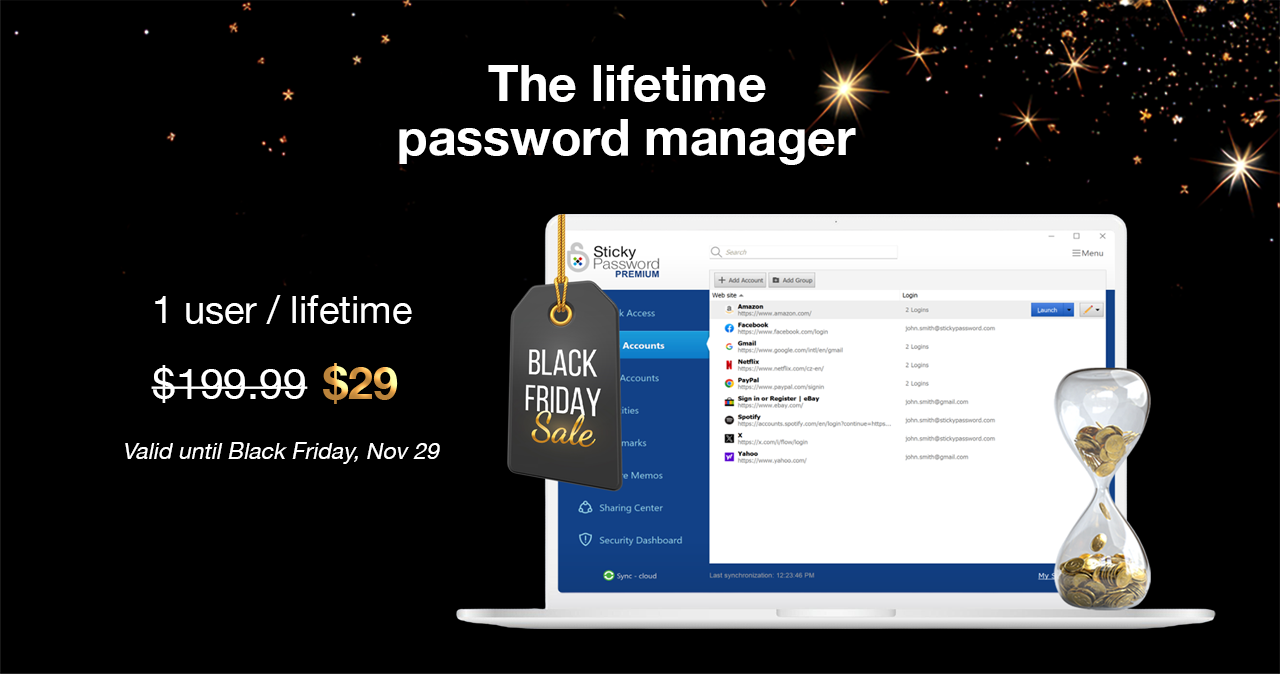 The lifetime
password manager
1 user / lifetime
$199.99 $29
Valid until Black Friday, Nov 29
BLACK
FRIDAY
Sale
Sticky
Password
PREMIUM
Search
Menu
Add Account Add Group
Web site Login
Amazon
https://www.amazon.com/ 2 Logins Launch
Facebook
https://www.facebook.com/login john.smith@stickypassword.com
Gmail
https://www.google.com/intl/en/gmail 2 Logins
Netflix
https://www.netflix.com/cz-en/ 2 Logins
PayPal
https://www.paypal.com/signin 2 Logins
Sign in or Register | eBay
https://www.ebay.com/ john.smith@gmail.com
Spotify
https://accounts.spotify.com/en/login?continue=https... john.smith@stickypassword.com
X
https://x.com/i/flow/login john.smith@stickypassword.com
Yahoo
https://www.yahoo.com/ john.smith@gmail.com
Access
Accounts
Accounts
Memos
Sharing Center
Security Dashboard
Sync - cloud
Last synchronization: 12:23:46 PM
My